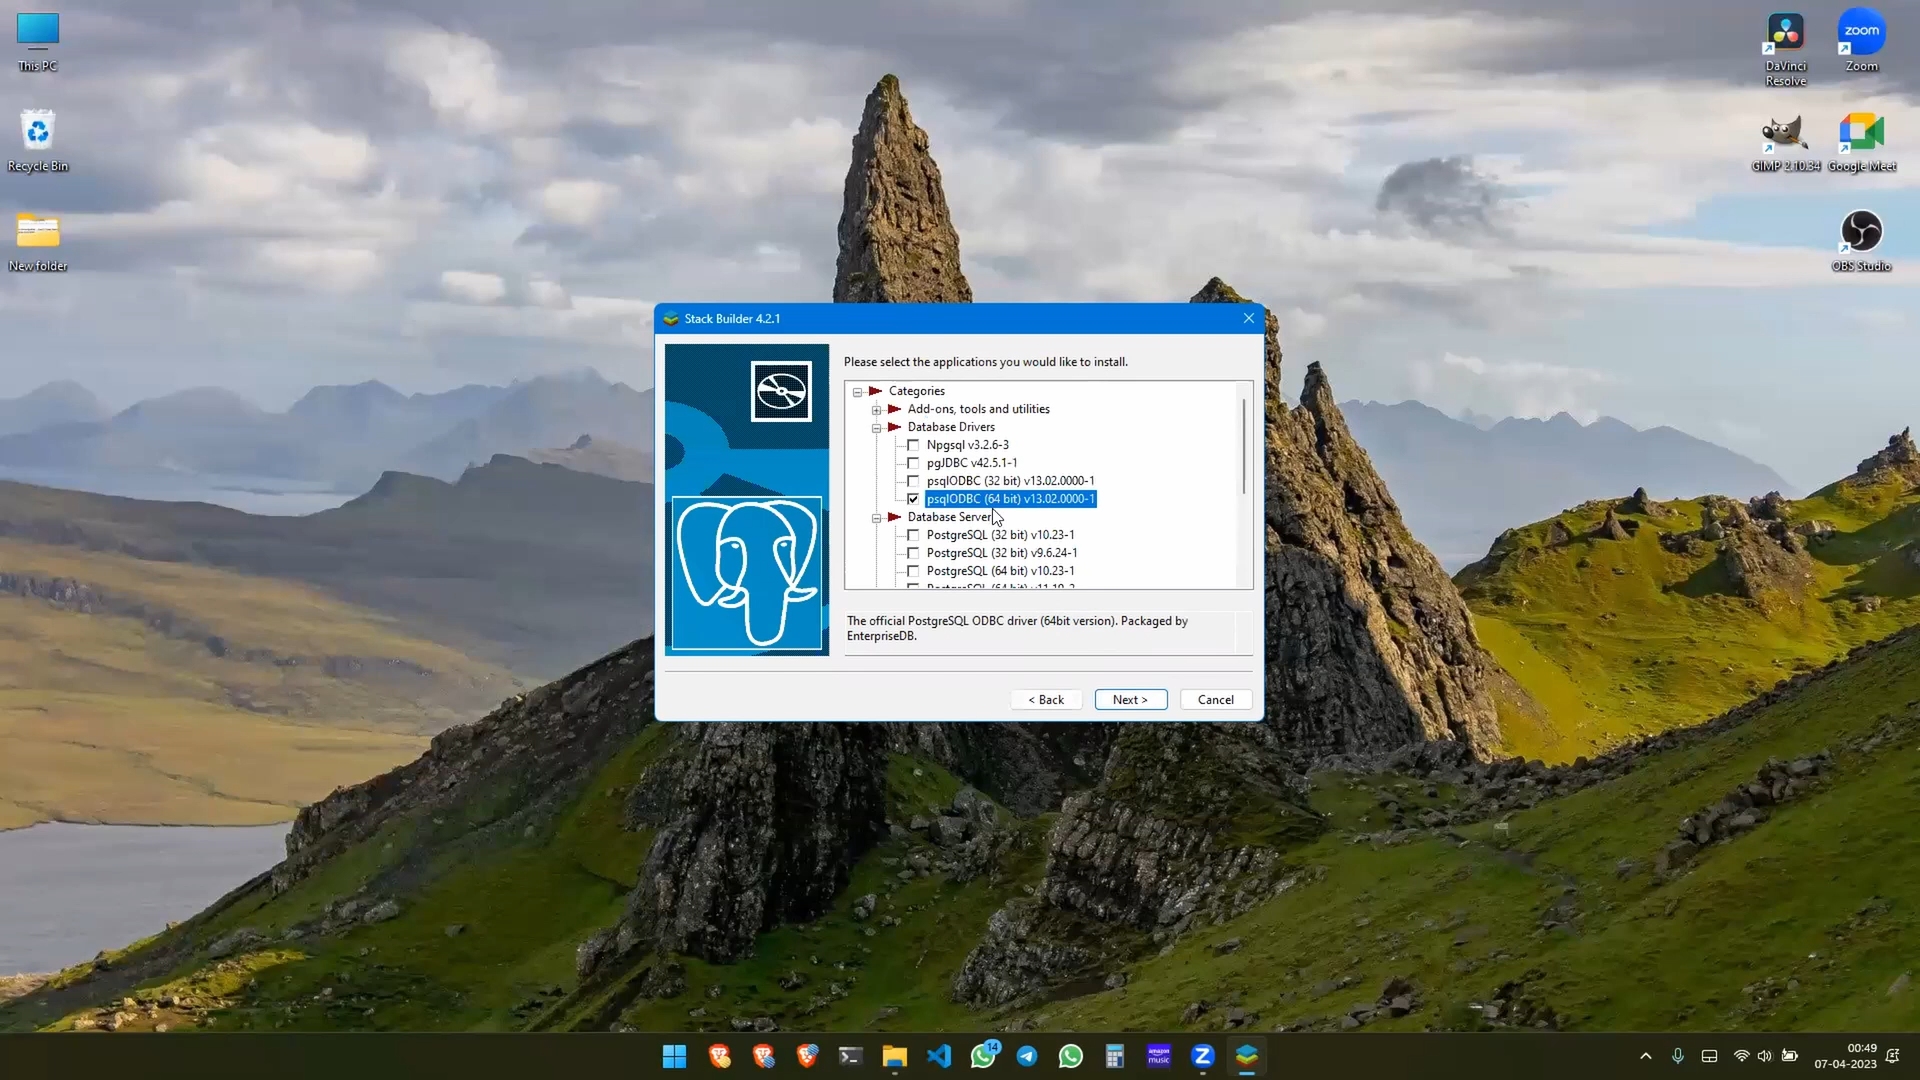 This PC
Recycle Bin
New folder
DaVinci
Resolve
zoom
Zoom
GIMP 2.10.34
Google Meet
OBS Studio
Stack Builder 4.2.1
Please select the applications you would like to install.
Categories
Add-ons, tools and utilities
Database Drivers
Npgsql v3.2.6-3
pgJDBC v42.5.1-1
psqlODBC (32 bit) v13.02.0000-1
psqlODBC (64 bit) v13.02.0000-1
Database Server
PostgreSQL (32 bit) v10.23-1
PostgreSQL (32 bit) v9.6.24-1
PostgreSQL (64 bit) v10.23-1
PostgreSQL (64 bit)
The official PostgreSQL ODBC driver (64bit version). Packaged by
EnterpriseDB.
< Back
Next >
Cancel
14
amazon
music
00:49
07-04-2023